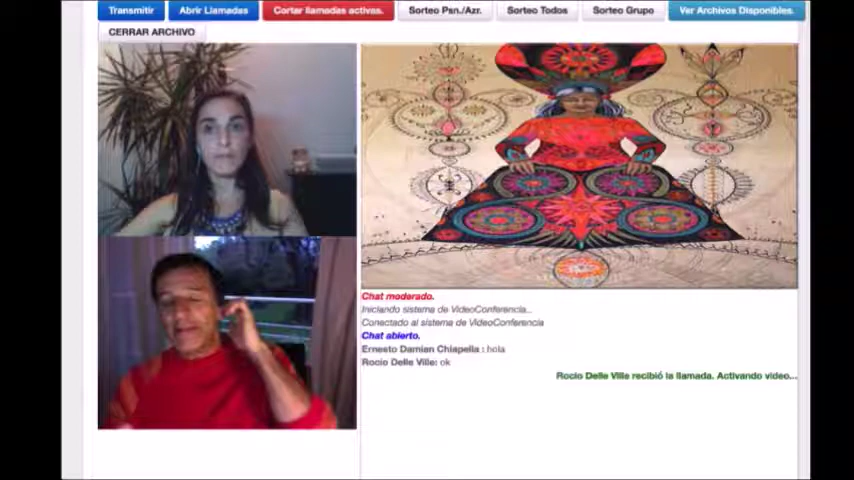 Transmitir
Abrir Llamadas
Cortar llamadas activas.
Sorteo Psn./Azr.
Sorteo Todos
Sorteo Grupo
Ver Archivos Disponibles.
CERRAR ARCHIVO
Chat moderado.
Iniciando sistema de VideoConferencia...
Conectado al sistema de VideoConferencia
Chat abierto.
Ernesto Damian Chiapella : hola
Rocio Delle Ville: ok
Rocio Delle Ville recibió la llamada. Activando video...